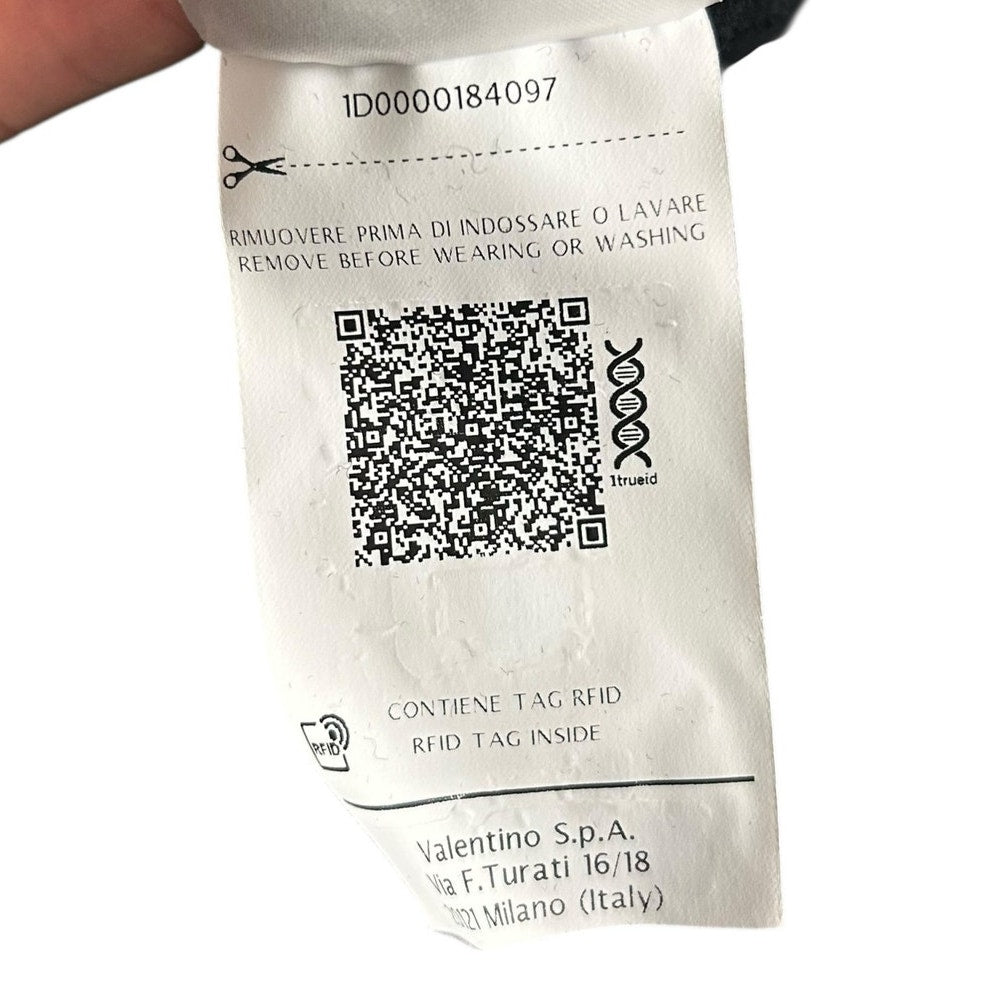 1D0000184097
RIMUOVERE PRIMA DI INDOSSARE O LAVARE
REMOVE BEFORE WEARING OR WASHING
1trueid
CONTIENE TAG RFID
RFID
RFID TAG INSIDE
Valentino S.p.A.
Via F.Turati 16/18
20121 Milano (Italy)